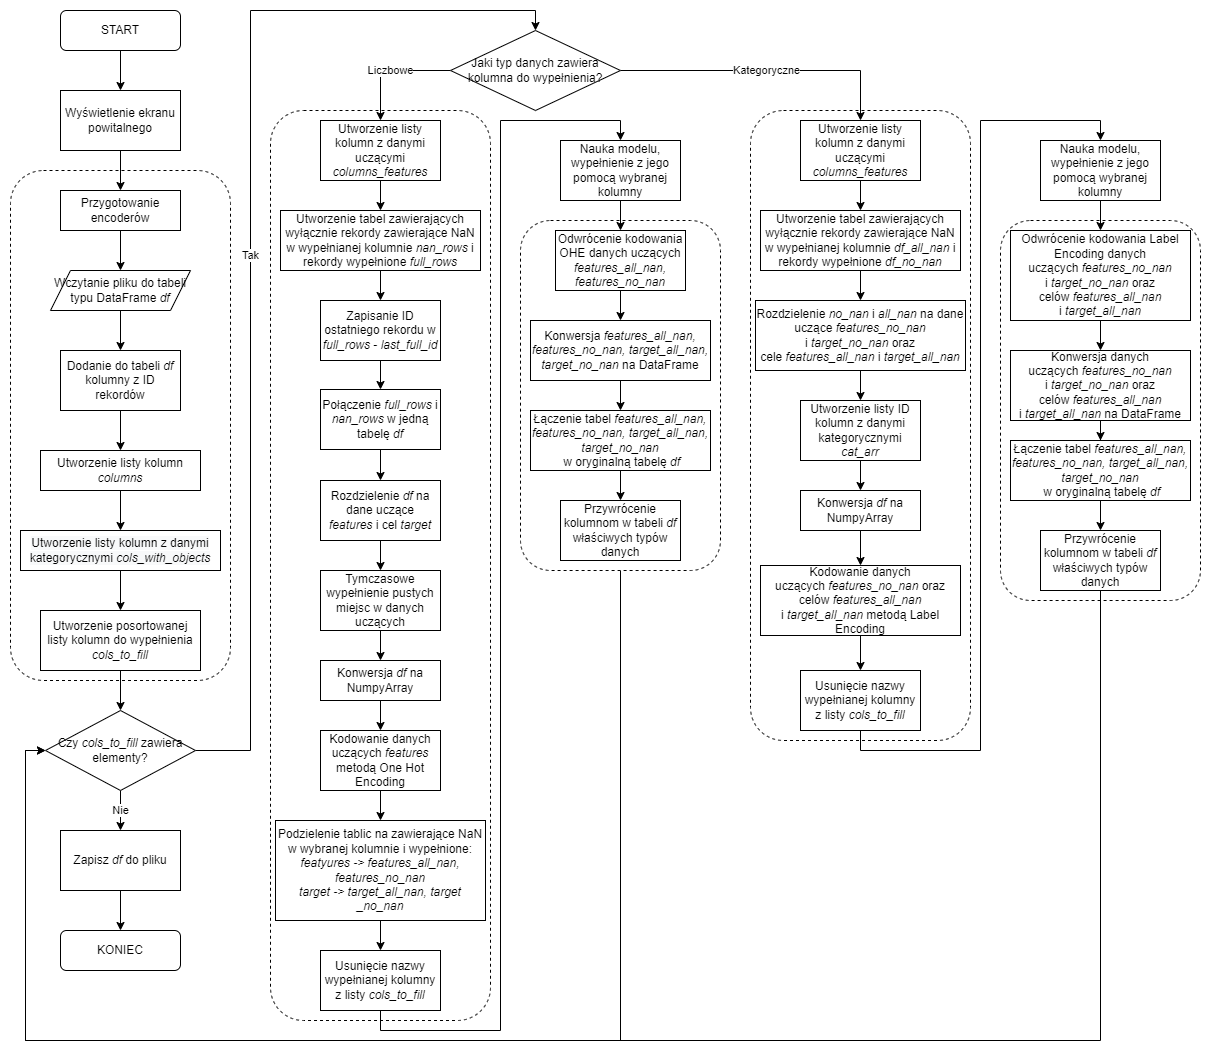 START
Wyświetlenie ekranu
powitalnego
Przygotowanie
encoderów
Wczytanie pliku do tabeli
typu DataFrame df
Dodanie do tabeli df
kolumny z ID
rekordów
Utworzenie listy kolumn
columns
Utworzenie listy kolumn z danymi
kategorycznymi cols_with_objects
Utworzenie posortowanej
listy kolumn do wypełnienia
cols_to_fill
Czy cols_to_fill zawiera
elementy?
Tak
Nie
Zapisz df do pliku
KONIEC
Jaki typ danych zawiera
kolumna do wypełnienia?
Liczbowe
Kategoryczne
Utworzenie listy
kolumn z danymi
uczącymi
columns_features
Utworzenie tabel zawierających
wyłącznie rekordy zawierające NaN
w wypełnianej kolumnie nan_rows i
rekordy wypełnione full_rows
Zapisanie ID
ostatniego rekordu w
full_rows - last_full_id
Połączenie full_rows i
nan_rows w jedną
tabelę df
Rozdzielenie df na
dane uczące
features i cel target
Tymczasowe
wypełnienie pustych
miejsc w danych
uczących
Konwersja df na
NumpyArray
Kodowanie danych
uczących features
metodą One Hot
Encoding
Podzielenie tablic na zawierające NaN
w wybranej kolumnie i wypełnione:
featyures -> features_all_nan,
features_no_nan
target -> target_all_nan, target
_no_nan
Usunięcie nazwy
wypełnianej kolumny
z listy cols_to_fill
Nauka modelu,
wypełnienie z jego
pomocą wybranej
kolumny
Odwrócenie kodowania
OHE danych uczących
features_all_nan,
features_no_nan
Konwersja features_all_nan,
features_no_nan, target_all_nan,
target_no_nan na DataFrame
Łączenie tabel features_all_nan,
features_no_nan, target_all_nan,
target_no_nan
w oryginalną tabelę df
Przywrócenie
kolumnom w tabeli df
właściwych typów
danych
Utworzenie listy
kolumn z danymi
uczącymi
columns_features
Utworzenie tabel zawierających
wyłącznie rekordy zawierające NaN
w wypełnianej kolumnie df_all_nan i
rekordy wypełnione df_no_nan
Rozdzielenie no_nan i all_nan na dane
uczące features_no_nan
i target_no_nan oraz
cele features_all_nan i target_all_nan
Utworzenie listy ID
kolumn z danymi
kategorycznymi
cat_arr
Konwersja df na
NumpyArray
Kodowanie danych
uczących features_no_nan oraz
celów features_all_nan
i target_all_nan metodą Label
Encoding
Usunięcie nazwy
wypełnianej kolumny
z listy cols_to_fill
Nauka modelu,
wypełnienie z jego
pomocą wybranej
kolumny
Odwrócenie kodowania Label
Encoding danych
uczących features_no_nan
i target_no_nan oraz
celów features_all_nan
i target_all_nan
Konwersja danych
uczących features_no_nan
i target_no_nan oraz
celów features_all_nan
i target_all_nan na DataFrame
Łączenie tabel features_all_nan,
features_no_nan, target_all_nan,
target_no_nan
w oryginalną tabelę df
Przywrócenie
kolumnom w tabeli df
właściwych typów
danych